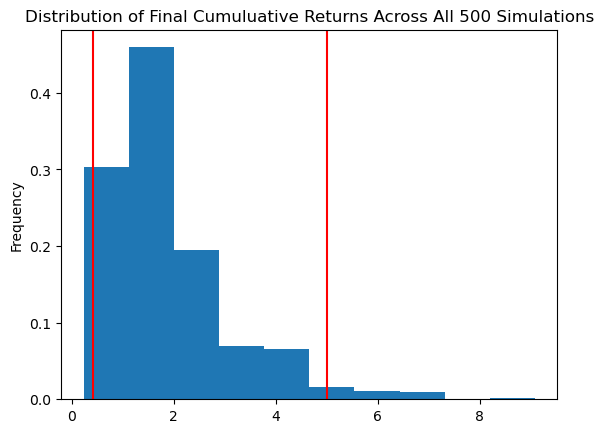 Distribution of Final Cumuluative Returns Across All 500 Simulations
Frequency
0.4
0.3
0.2
0.1
0.0
0 2 4 6 8